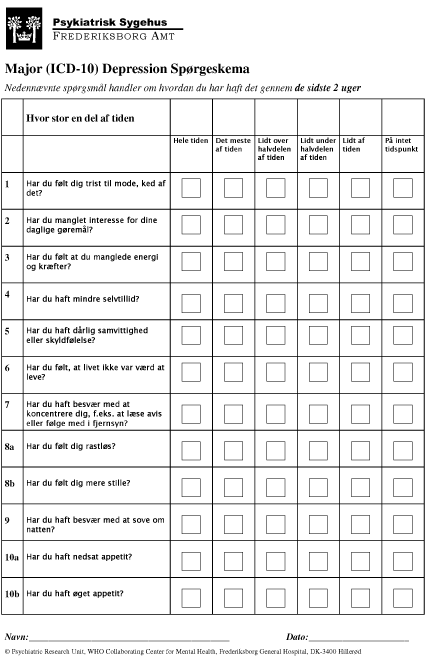 Psykiatrisk Sygehus
FREDERIKSBORG AMT
Major (ICD-10) Depression Spørgeskema
Nedennævnte spørgsmål handler om hvordan du har haft det gennem de sidste 2 uger
Hvor stor en del af tiden
Hele tiden
Det meste
af tiden
Lidt over
halvdelen
af tiden
Lidt under
halvdelen
af tiden
Lidt af
tiden
På intet
tidspunkt
1
Har du følt dig trist til mode, ked af
det?
2
Har du manglet interesse for dine
daglige gøremål?
3
Har du følt at du manglede energi
og kræfter?
4
Har du haft mindre selvtillid?
5
Har du haft dårlig samvittighed
eller skyldfølelse?
6
Har du følt, at livet ikke var værd at
leve?
7
Har du haft besvær med at
koncentrere dig, f.eks. at læse avis
eller følge med i fjernsyn?
8a
Har du følt dig rastløs?
8b
Har du følt dig mere stille?
9
Har du haft besvær med at sove om
natten?
10a
Har du haft nedsat appetit?
10b
Har du haft øget appetit?
Navn:
Dato:
© Psychiatric Research Unit, WHO Collaborating Center for Mental Health, Frederiksborg General Hospital, DK-3400 Hillerød